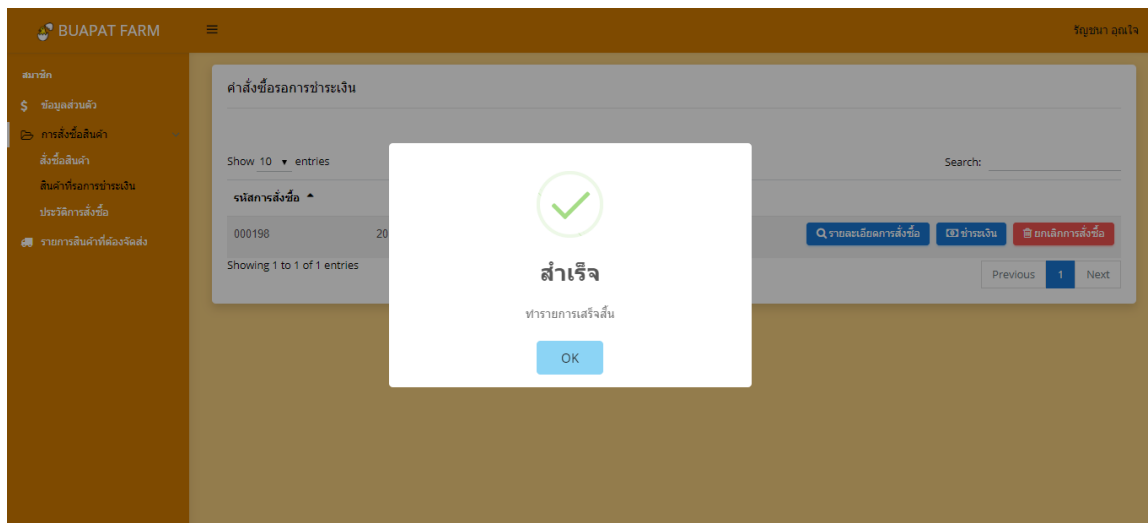 BUAPAT FARM
รัญชนา อุณใจ
สมาชิก
ข้อมูลส่วนตัว
การสั่งซื้อสินค้า
สั่งซื้อสินค้า
สินค้าที่รอการชำระเงิน
ประวัติการสั่งซื้อ
รายการสินค้าที่ต้องจัดส่ง
คำสั่งซื้อรอการชำระเงิน
Show 10 entries
Search:
รหัสการสั่งซื้อ
000198 20 รายละเอียดการสั่งซื้อ ชำระเงิน ยกเลิกการสั่งซื้อ
Showing 1 to 1 of 1 entries
Previous 1 Next
สำเร็จ
ทำรายการเสร็จสิ้น
OK